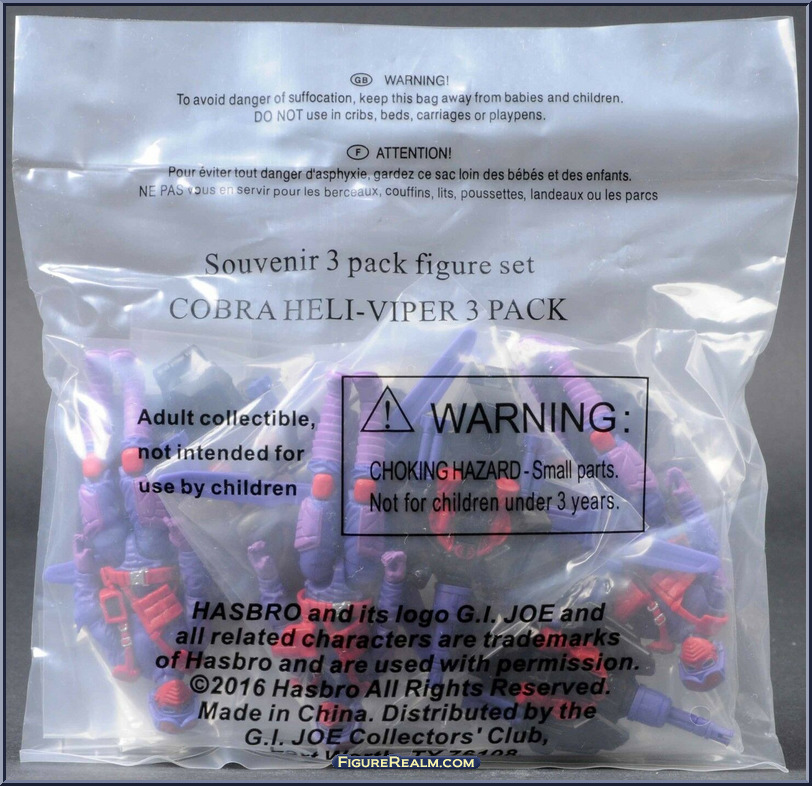 GB WARNING!
To avoid danger of suffocation, keep this bag away from babies and children.
DO NOT use in cribs, beds, carriages or playpens.
F ATTENTION!
Pour éviter tout danger d'asphyxie, gardez ce sac loin des bébés et des enfants.
NE PAS vous en servir pour les berceaux, couffins, lits, poussettes, landeaux ou les parcs
Souvenir 3 pack figure set
COBRA HELI-VIPER 3 PACK
Adult collectible,
not intended for
use by children
WARNING:
CHOKING HAZARD - Small parts.
Not for children under 3 years.
HASBRO and its logo G.I. JOE and
all related characters are trademarks
of Hasbro and are used with permission.
©2016 Hasbro All Rights Reserved.
Made in China. Distributed by the
G.I. JOE Collectors' Club,
Fort Worth, TX 76108
FIGUREREALM.COM